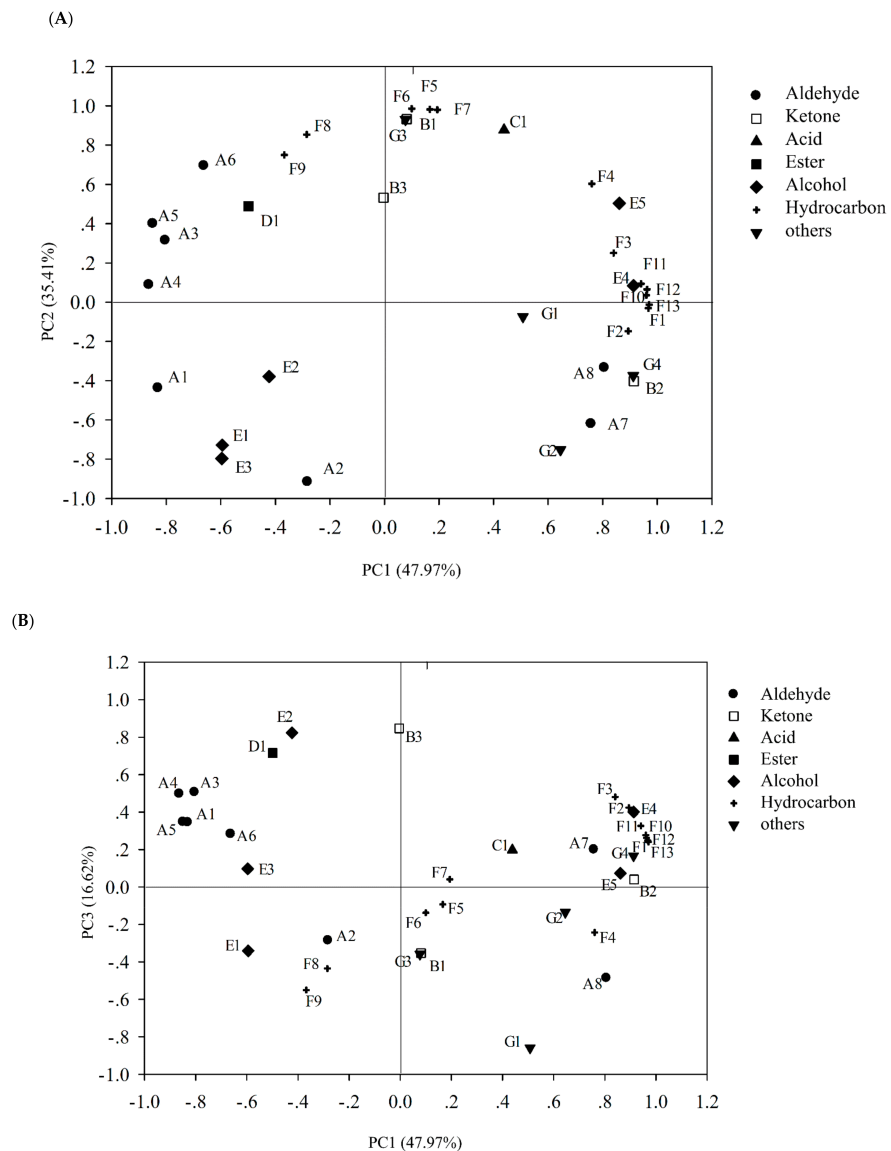 (A)
1.2
1.0
.8
.6
.4
.2
0.0
-.2
-.4
-.6
-.8
-1.0
PC2 (35.41%)
F5
F6
F7
B1
G3
C1
F8
F9
A6
B3
F4
A5
D1
E5
A3
F3
F11
A4
E4
F12
F10
F13
G1
F1
F2
G4
A8
E2
A1
B2
A7
E1
G2
E3
A2
-1.0 -.8 -.6 -.4 -.2 0.0 .2 .4 .6 .8 1.0 1.2
PC1 (47.97%)
Aldehyde
Ketone
Acid
Ester
Alcohol
Hydrocarbon
others
(B)
1.2
1.0
.8
.6
.4
.2
0.0
-.2
-.4
-.6
-.8
-1.0
PC3 (16.62%)
E2
B3
D1
A4
A3
F3
F2
E4
A1
A5
F11
F10
A6
C1
A7
F12
F1
G4
F13
E3
F7
E5
B2
F5
F6
G2
E1
A2
F4
G3
B1
F8
A8
F9
G1
-1.0 -.8 -.6 -.4 -.2 0.0 .2 .4 .6 .8 1.0 1.2
PC1 (47.97%)
Aldehyde
Ketone
Acid
Ester
Alcohol
Hydrocarbon
others